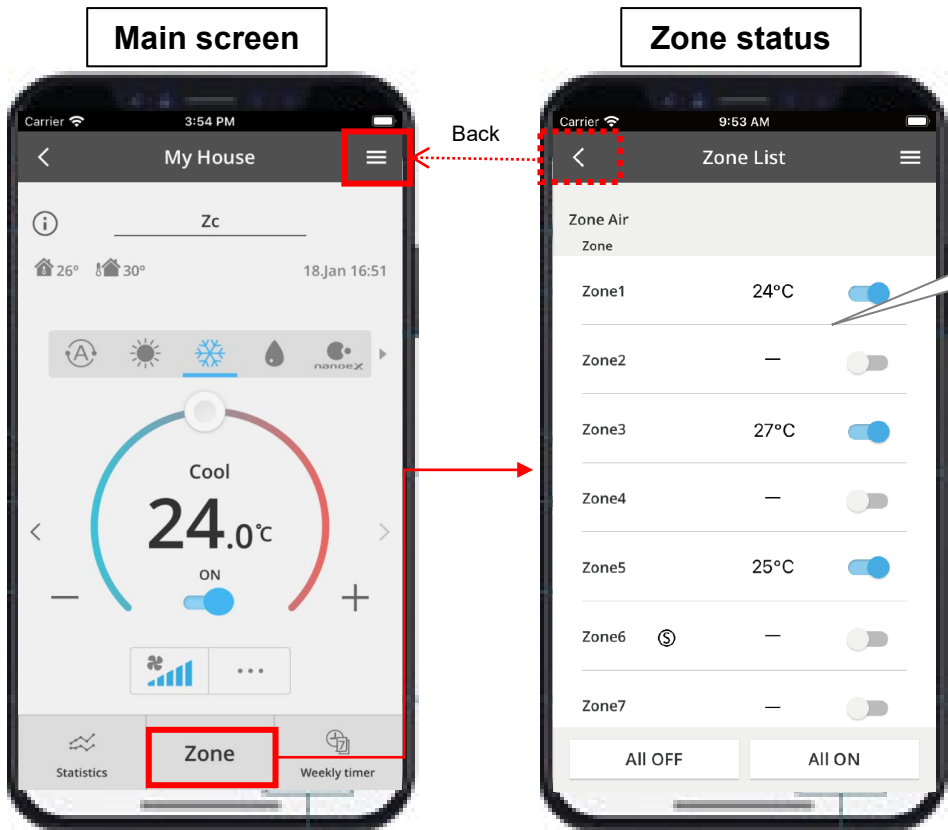 Main screen
Zone status
Carrier 3:54 PM
My House
Zc
26° 30° 18.Jan 16:51
A
nanoeX
Cool
24.0℃
ON
Zone
Statistics
Weekly timer
7
Back
Carrier 9:53 AM
Zone List
Zone Air
Zone
Zone1 24°C
Zone2 —
Zone3 27°C
Zone4 —
Zone5 25°C
Zone6 Ⓢ —
Zone7 —
All OFF All ON